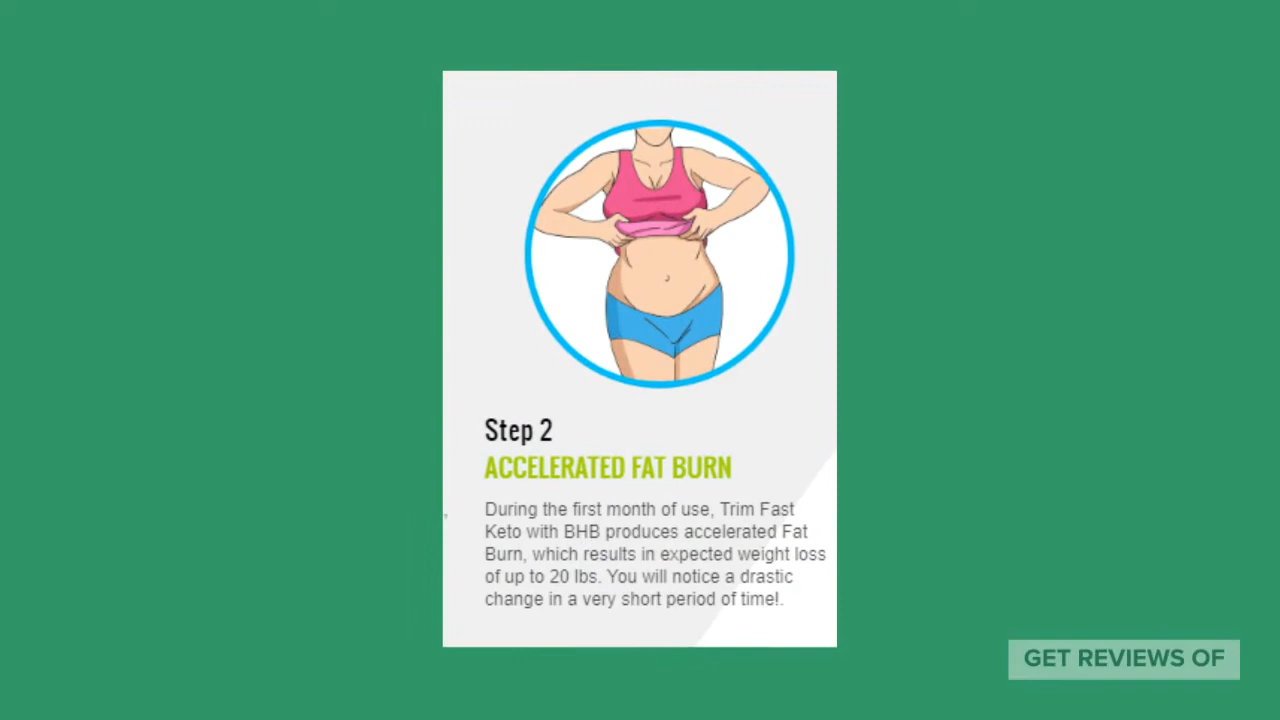 Step 2
ACCELERATED FAT BURN
During the first month of use, Trim Fast
Keto with BHB produces accelerated Fat
Burn, which results in expected weight loss
of up to 20 lbs. You will notice a drastic
change in a very short period of time!.
GET REVIEWS OF